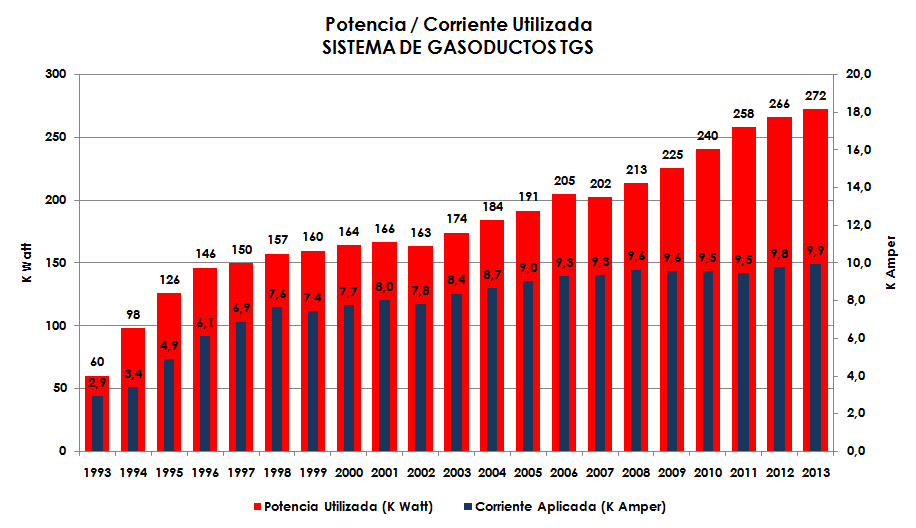 Potencia / Corriente Utilizada
SISTEMA DE GASODUCTOS TGS
300
250
200
150
100
50
0
K Watt
20,0
18,0
16,0
14,0
12,0
10,0
8,0
6,0
4,0
2,0
0,0
K Amper
60 98 126 146 150 157 160 164 166 163 174 184 191 205 202 213 225 240 258 266 272
2,9 3,4 4,9 6,1 6,9 7,6 7,4 7,7 8,0 7,8 8,4 8,7 9,0 9,3 9,3 9,6 9,6 9,5 9,5 9,8 9,9
1993 1994 1995 1996 1997 1998 1999 2000 2001 2002 2003 2004 2005 2006 2007 2008 2009 2010 2011 2012 2013
Potencia Utilizada (K Watt) Corriente Aplicada (K Amper)